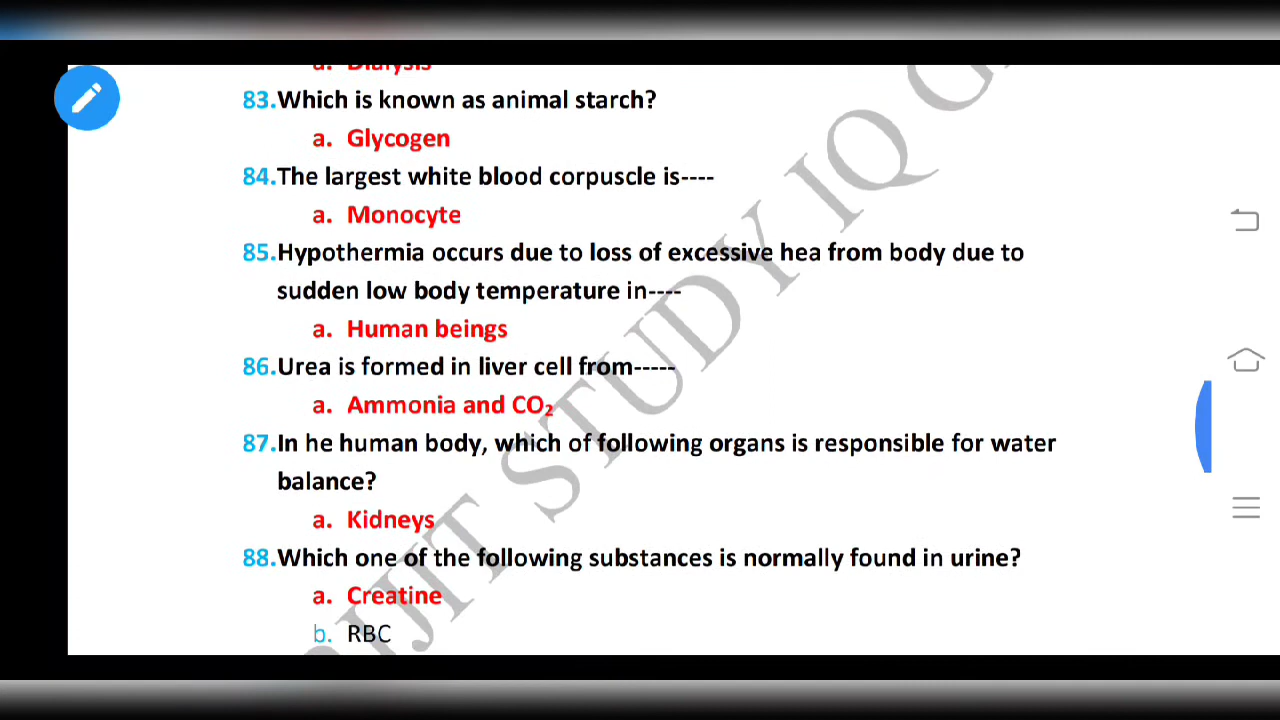 a. Dialysis
83.Which is known as animal starch?
a. Glycogen
84.The largest white blood corpuscle is----
a. Monocyte
85.Hypothermia occurs due to loss of excessive hea from body due to
sudden low body temperature in----
a. Human beings
86.Urea is formed in liver cell from-----
a. Ammonia and CO₂
87.In he human body, which of following organs is responsible for water
balance?
a. Kidneys
88.Which one of the following substances is normally found in urine?
a. Creatine
b. RBC
STUDY IQ